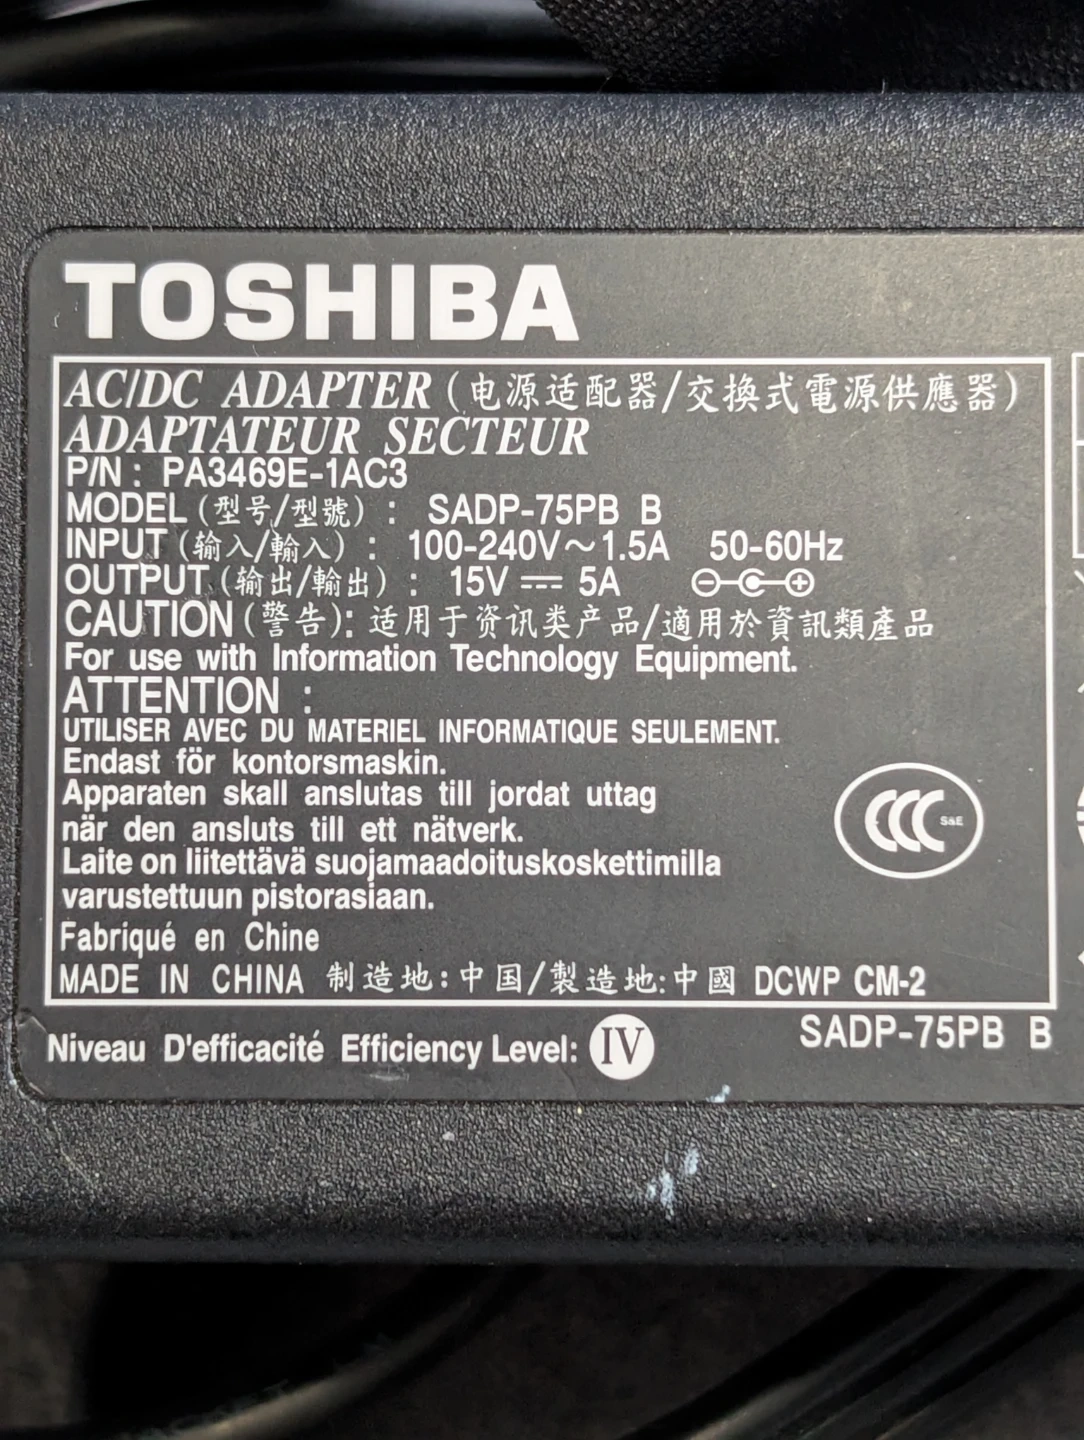 TOSHIBA
AC/DC ADAPTER (电源适配器/交換式電源供應器)
ADAPTATEUR SECTEUR
P/N : PA3469E-1AC3
MODEL (型号/型號) : SADP-75PB B
INPUT (输入/輸入) : 100-240V~1.5A 50-60Hz
OUTPUT (输出/輸出) : 15V ⎓ 5A
CAUTION (警告): 适用于资讯类产品/適用於資訊類產品
For use with Information Technology Equipment.
ATTENTION :
UTILISER AVEC DU MATERIEL INFORMATIQUE SEULEMENT.
Endast för kontorsmaskin.
Apparaten skall anslutas till jordat uttag
när den ansluts till ett nätverk.
CCC S&E
Laite on liitettävä suojamaadoituskoskettimilla
varustettuun pistorasiaan.
Fabriqué en Chine
MADE IN CHINA 制造地:中国/製造地:中國 DCWP CM-2
Niveau D'efficacité Efficiency Level: IV
SADP-75PB B